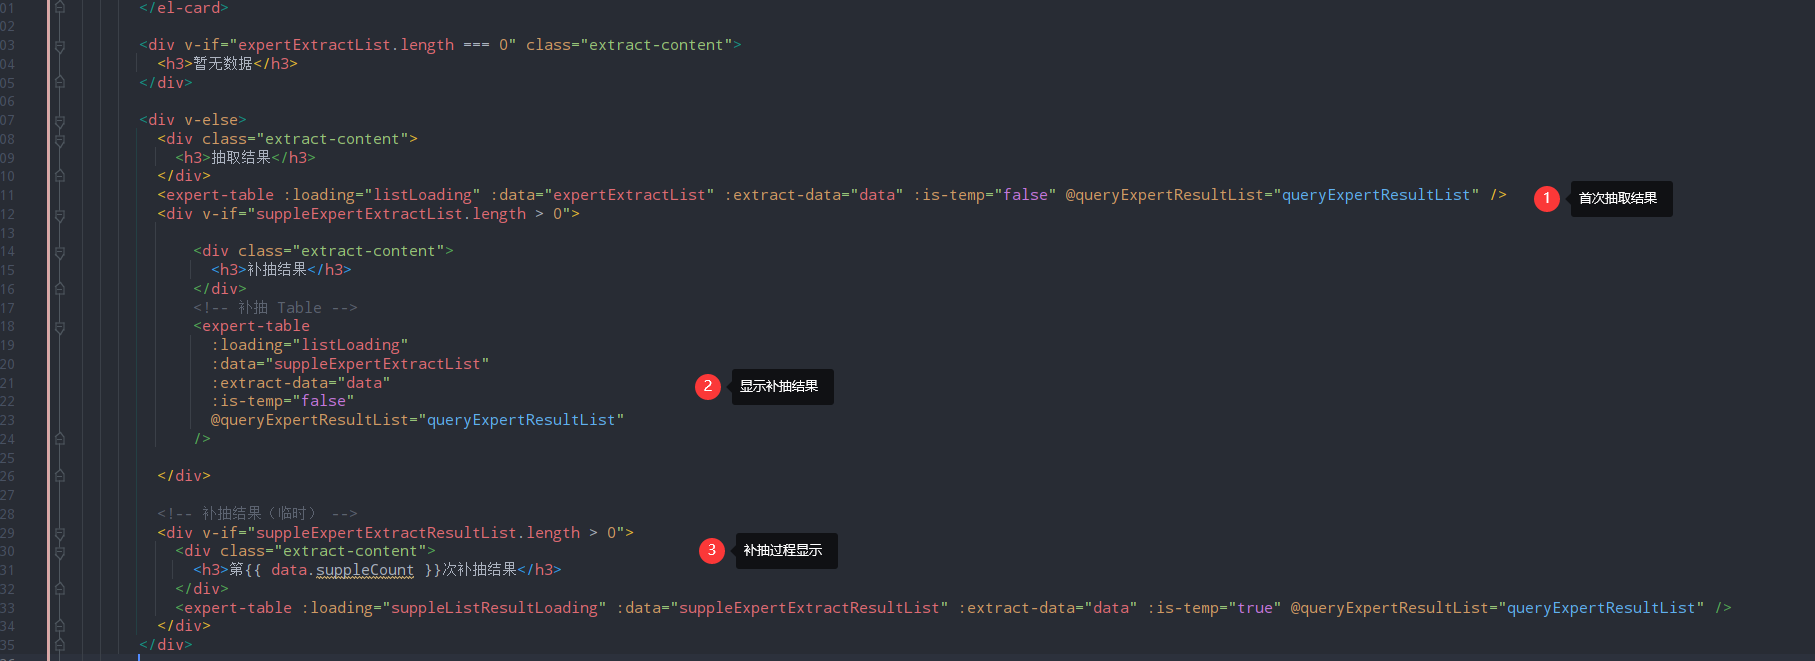 01 </el-card>
02
03 <div v-if="expertExtractList.length === 0" class="extract-content">
04 <h3>暂无数据</h3>
05 </div>
06
07 <div v-else>
08 <div class="extract-content">
09 <h3>抽取结果</h3>
10 </div>
11 <expert-table :loading="listLoading" :data="expertExtractList" :extract-data="data" :is-temp="false" @queryExpertResultList="queryExpertResultList" /> 1 首次抽取结果
12 <div v-if="suppleExpertExtractList.length > 0">
13
14 <div class="extract-content">
15 <h3>补抽结果</h3>
16 </div>
17 <!-- 补抽 Table -->
18 <expert-table
19 :loading="listLoading"
20 :data="suppleExpertExtractList"
21 :extract-data="data" 2 显示补抽结果
22 :is-temp="false"
23 @queryExpertResultList="queryExpertResultList"
24 />
25
26 </div>
27
28 <!-- 补抽结果（临时） -->
29 <div v-if="suppleExpertExtractResultList.length > 0">
30 <div class="extract-content"> 3 补抽过程显示
31 <h3>第{{ data.suppleCount }}次补抽结果</h3>
32 </div>
33 <expert-table :loading="suppleListResultLoading" :data="suppleExpertExtractResultList" :extract-data="data" :is-temp="true" @queryExpertResultList="queryExpertResultList" />
34 </div>
35 </div>